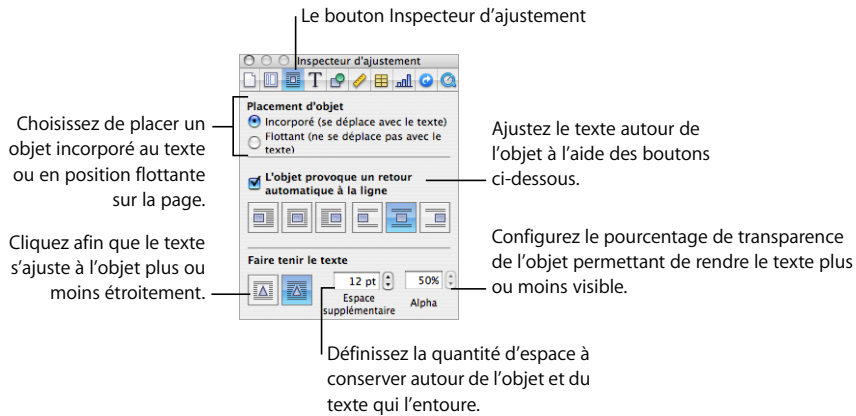 Le bouton Inspecteur d'ajustement
Inspecteur d'ajustement
T
Placement d'objet
Incorporé (se déplace avec le texte)
Flottant (ne se déplace pas avec le
texte)
Choisissez de placer un
objet incorporé au texte
ou en position flottante
sur la page.
Ajustez le texte autour de
l'objet à l'aide des boutons
ci-dessous.
L'objet provoque un retour
automatique à la ligne
Cliquez afin que le texte
s'ajuste à l'objet plus ou
moins étroitement.
Configurez le pourcentage de transparence
de l'objet permettant de rendre le texte plus
ou moins visible.
Faire tenir le texte
12 pt
50%
Espace
supplémentaire
Alpha
Définissez la quantité d'espace à
conserver autour de l'objet et du
texte qui l'entoure.